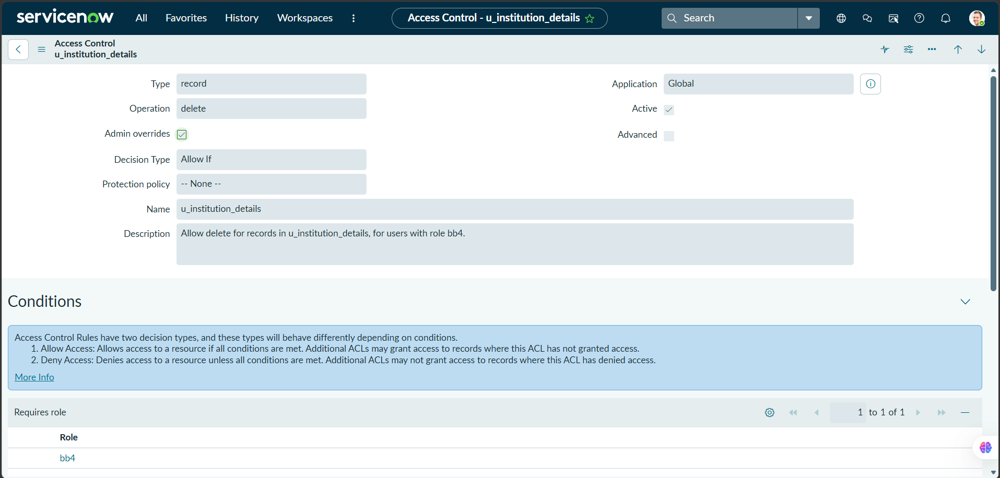 servicenow All Favorites History Workspaces Access Control - u_institution_details Search
Access Control
u_institution_details
Type record Application Global
Operation delete Active
Admin overrides Advanced
Decision Type Allow If
Protection policy -- None --
Name u_institution_details
Description Allow delete for records in u_institution_details, for users with role bb4.
Conditions
Access Control Rules have two decision types, and these types will behave differently depending on conditions.
1. Allow Access: Allows access to a resource if all conditions are met. Additional ACLs may grant access to records where this ACL has not granted access.
2. Deny Access: Denies access to a resource unless all conditions are met. Additional ACLs may not grant access to records where this ACL has denied access.
More Info
Requires role 1 to 1 of 1
Role
bb4